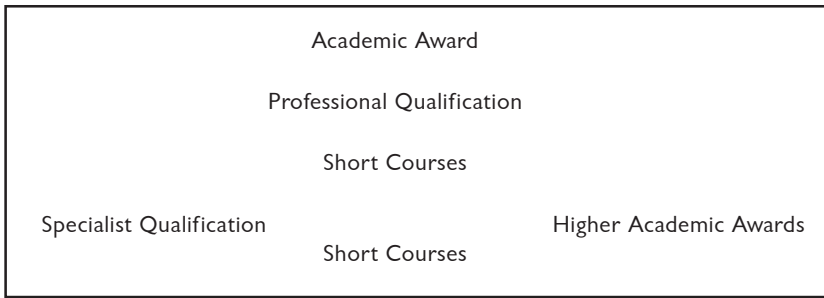 Academic Award
Professional Qualification
Short Courses
Specialist Qualification
Higher Academic Awards
Short Courses